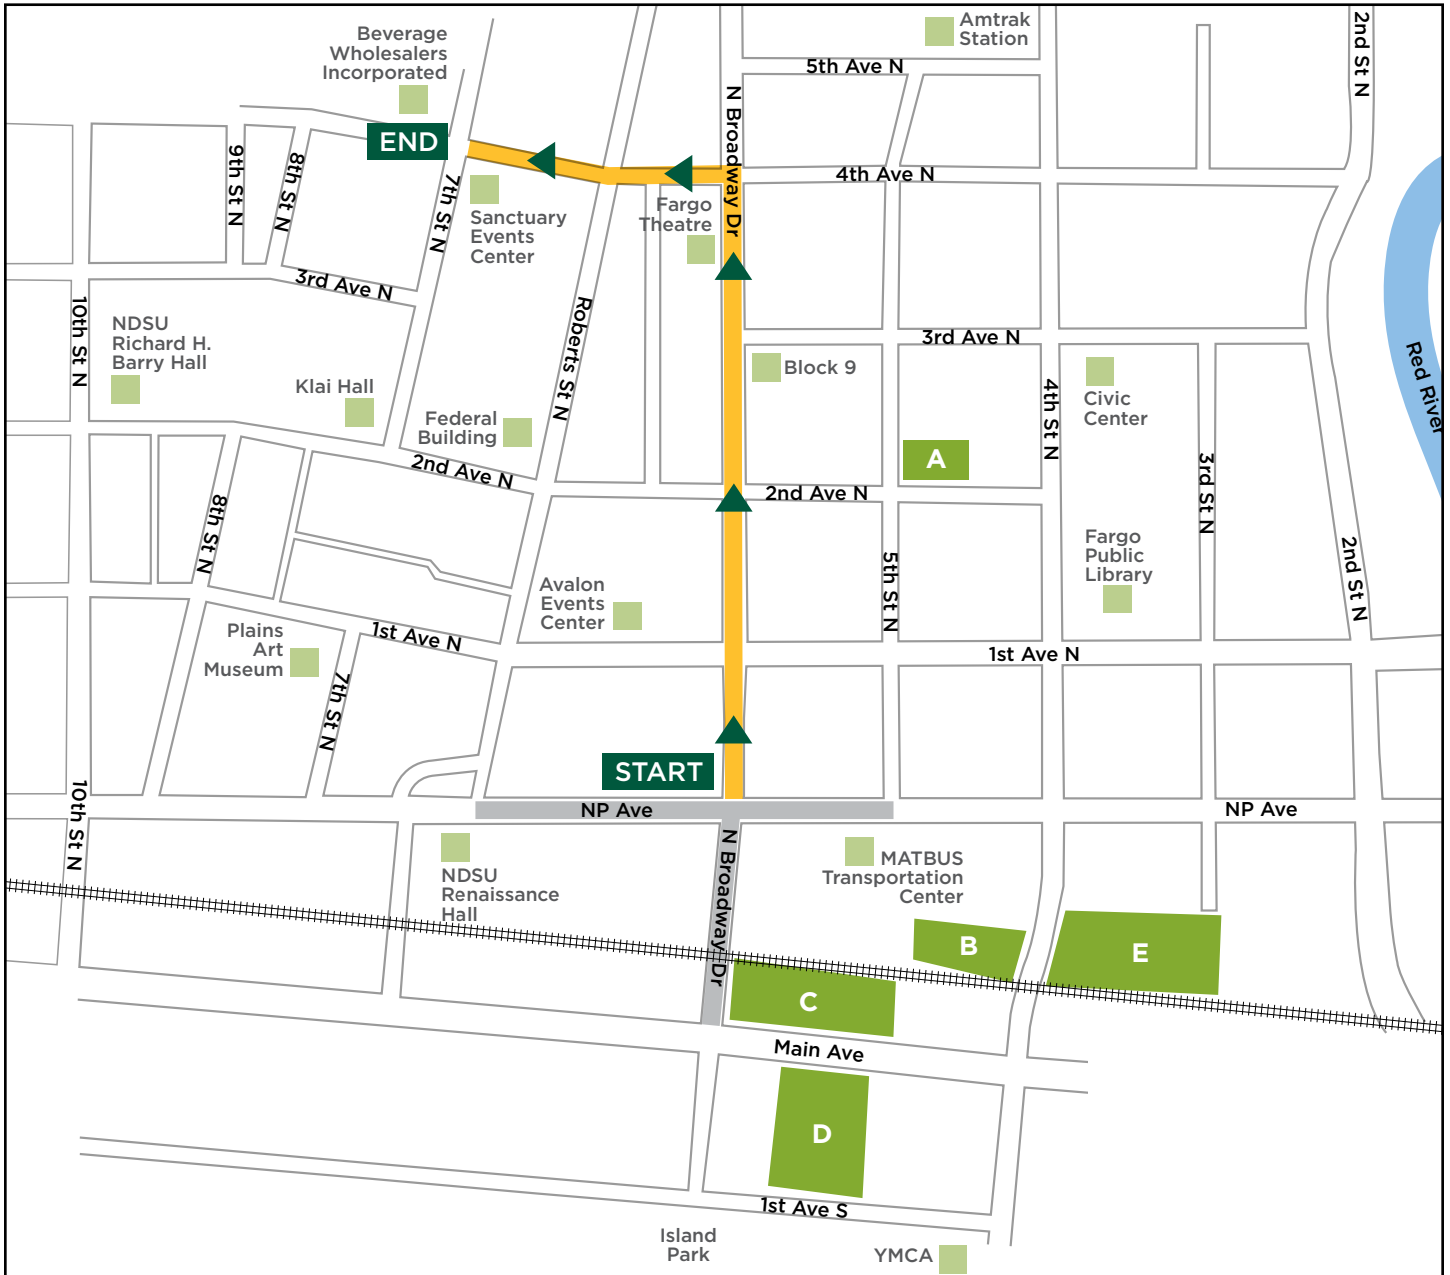 Beverage
Wholesalers
Incorporated
Amtrak
Station
2nd St N
5th Ave N
N Broadway Dr
END
9th St N
8th St N
7th St N
4th Ave N
Sanctuary
Events
Center
Fargo
Theatre
3rd Ave N
10th St N
Roberts St N
NDSU
Richard H.
Barry Hall
3rd Ave N
Block 9
Red River
Klai Hall
4th St N
Civic
Center
Federal
Building
A
2nd Ave N
2nd Ave N
3rd St N
8th St N
Fargo
Public
Library
2nd St N
Avalon
Events
Center
5th St N
Plains
Art
Museum
1st Ave N
1st Ave N
7th St N
START
10th St N
NP Ave
NP Ave
N Broadway Dr
NDSU
Renaissance
Hall
MATBUS
Transportation
Center
B
E
C
Main Ave
D
1st Ave S
Island
Park
YMCA